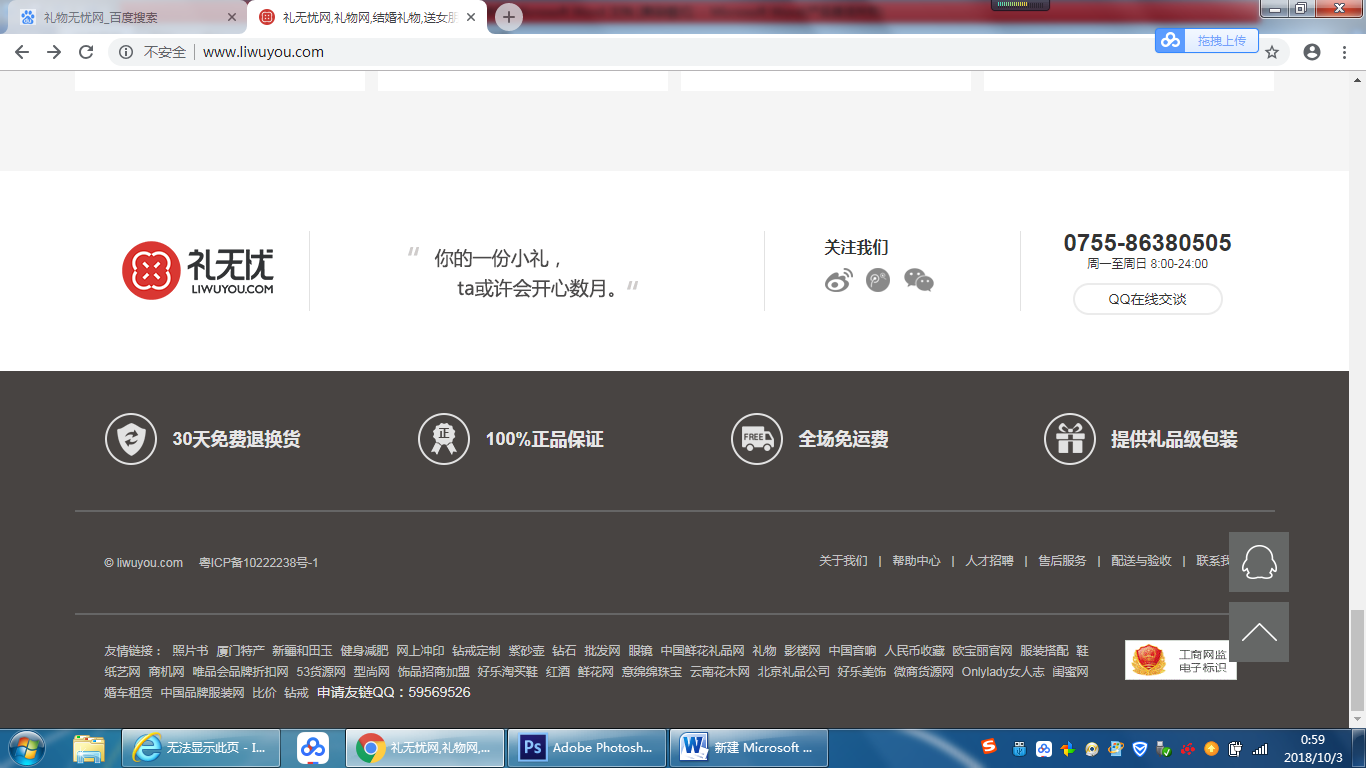 礼物无忧网_百度搜索
礼无忧网,礼物网,结婚礼物,送女朋
不安全 www.liwuyou.com
拖拽上传
礼无忧
LIWUYOU.COM
“ 你的一份小礼，
ta或许会开心数月。”
关注我们
0755-86380505
周一至周日 8:00-24:00
QQ在线交谈
30天免费退换货
正
100%正品保证
FREE
全场免运费
提供礼品级包装
© liwuyou.com 粤ICP备10222238号-1
关于我们 | 帮助中心 | 人才招聘 | 售后服务 | 配送与验收 | 联系我
友情链接： 照片书 厦门特产 新疆和田玉 健身减肥 网上冲印 钻戒定制 紫砂壶 钻石 批发网 眼镜 中国鲜花礼品网 礼物 影楼网 中国音响 人民币收藏 欧宝丽官网 服装搭配 鞋
纸艺网 商机网 唯品会品牌折扣网 53货源网 型尚网 饰品招商加盟 好乐淘买鞋 红酒 鲜花网 意绵绵珠宝 云南花木网 北京礼品公司 好乐美饰 微商货源网 Onlylady女人志 闺蜜网
婚车租赁 中国品牌服装网 比价 钻戒 申请友链QQ：59569526
工商网监
电子标识
无法显示此页 - I...
礼无忧网,礼物网,...
Ps Adobe Photosh...
新建 Microsoft ...
0:59
2018/10/3